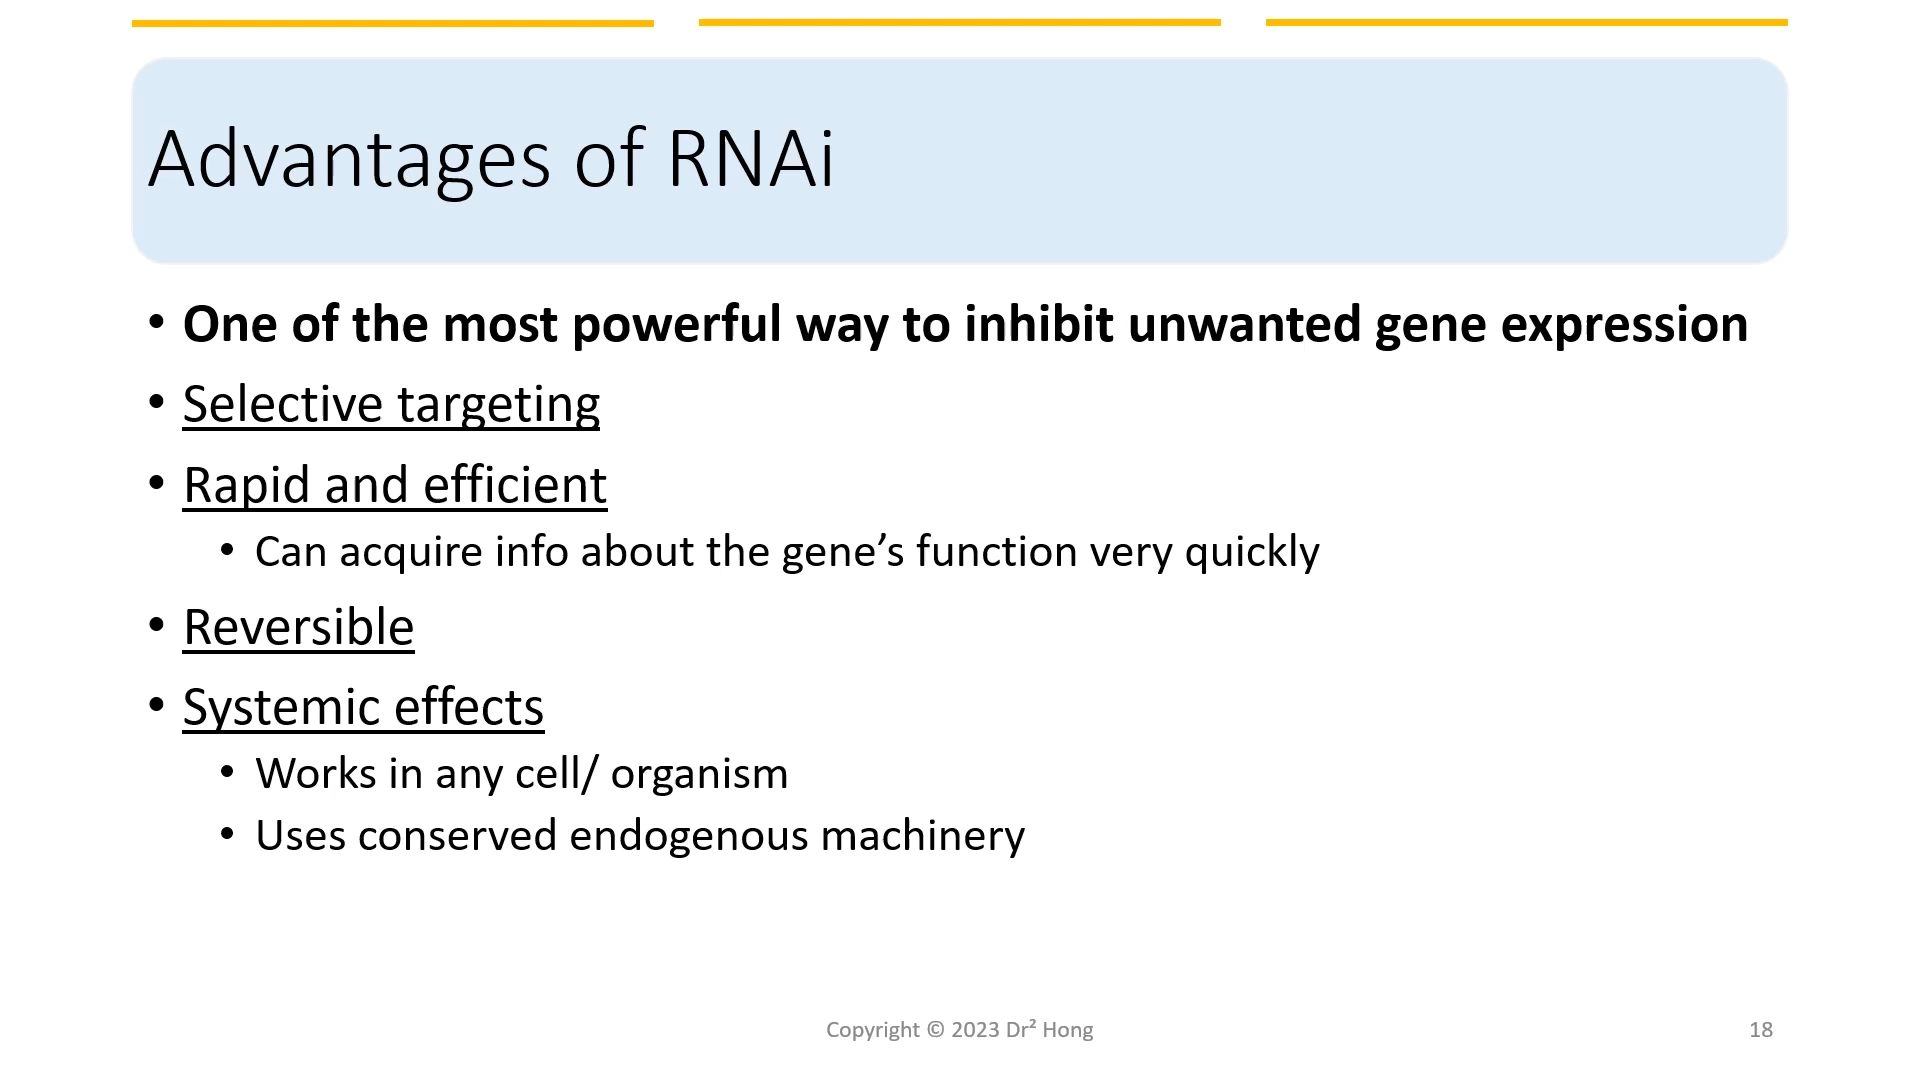 Advantages of RNAi
• One of the most powerful way to inhibit unwanted gene expression
• Selective targeting
• Rapid and efficient
• Can acquire info about the gene’s function very quickly
• Reversible
• Systemic effects
• Works in any cell/ organism
• Uses conserved endogenous machinery
Copyright © 2023 Dr² Hong
18